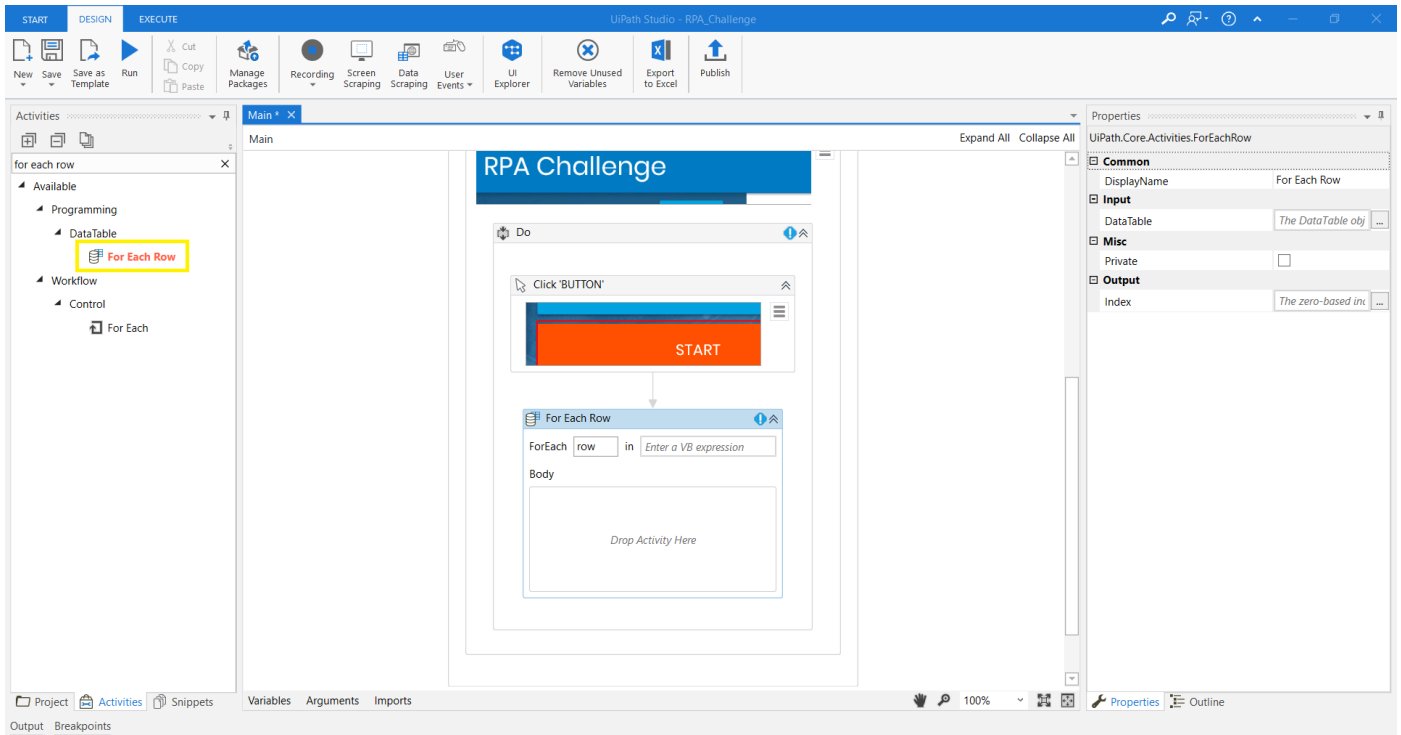 START DESIGN EXECUTE UiPath Studio - RPA_Challenge
New Save Save as Template Run
Cut
Copy
Paste
Manage Packages Recording Screen Scraping Data Scraping User Events UI Explorer Remove Unused Variables Export to Excel Publish
Activities
for each row
Available
Programming
DataTable
For Each Row
Workflow
Control
For Each
Project Activities Snippets
Main *
Main Expand All Collapse All
RPA Challenge
Do
Click 'BUTTON'
START
For Each Row
ForEach row in Enter a VB expression
Body
Drop Activity Here
Variables Arguments Imports 100%
Properties
UiPath.Core.Activities.ForEachRow
Common
DisplayName For Each Row
Input
DataTable The DataTable obj ...
Misc
Private
Output
Index The zero-based inc ...
Properties Outline
Output Breakpoints